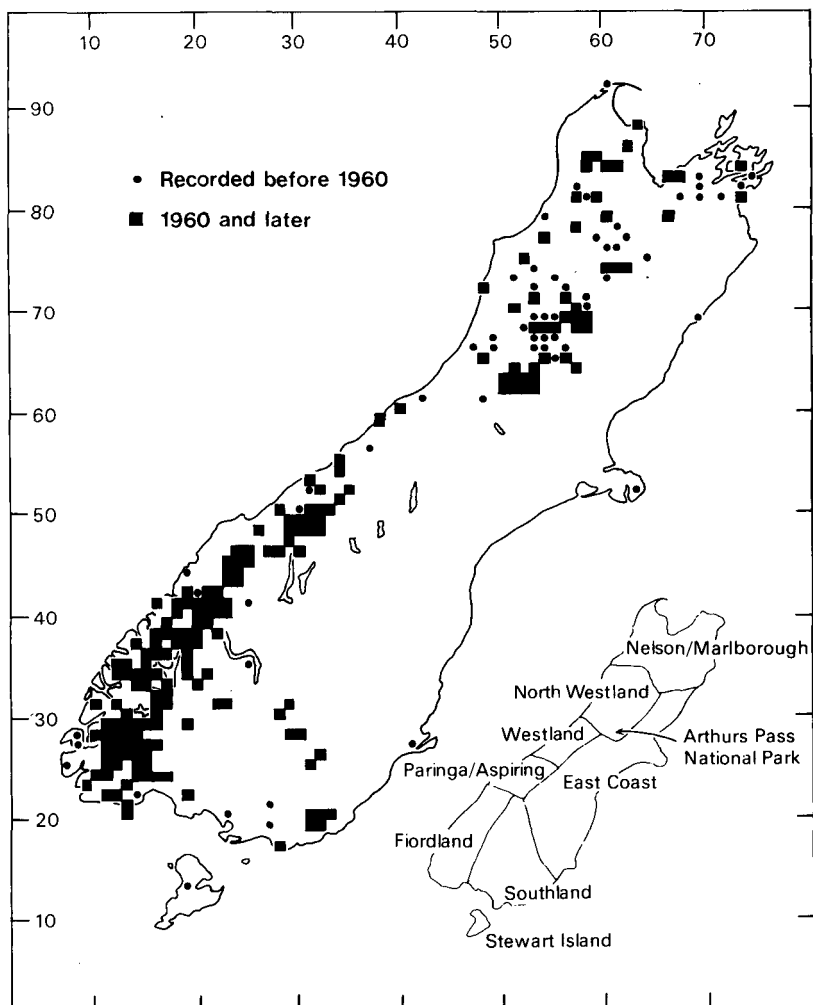 10 20 30 40 50 60 70
90
80
70
60
50
40
30
20
10
Recorded before 1960
1960 and later
Nelson/Marlborough
North Westland
Westland
Arthurs Pass
National Park
Paringa/Aspiring
East Coast
Fiordland
Southland
Stewart Island